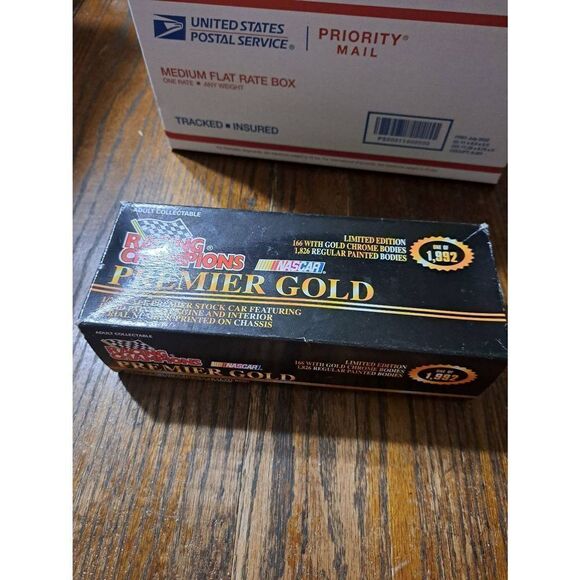 UNITED STATES
POSTAL SERVICE®
PRIORITY®
MAIL
MEDIUM FLAT RATE BOX
ONE RATE ■ ANY WEIGHT
TRACKED ■ INSURED
ADULT COLLECTABLE
RACING
CHAMPIONS®
NASCAR
PREMIER GOLD
LIMITED EDITION
166 WITH GOLD CHROME BODIES
1,826 REGULAR PAINTED BODIES
ONE OF
1,992
PREMIER STOCK CAR FEATURING
ENGINE AND INTERIOR
SERIAL PRINTED ON CHASSIS
ADULT COLLECTABLE
RACING
CHAMPIONS
NASCAR
PREMIER GOLD
LIMITED EDITION
166 WITH GOLD CHROME BODIES
1,826 REGULAR PAINTED BODIES
ONE OF
1,992